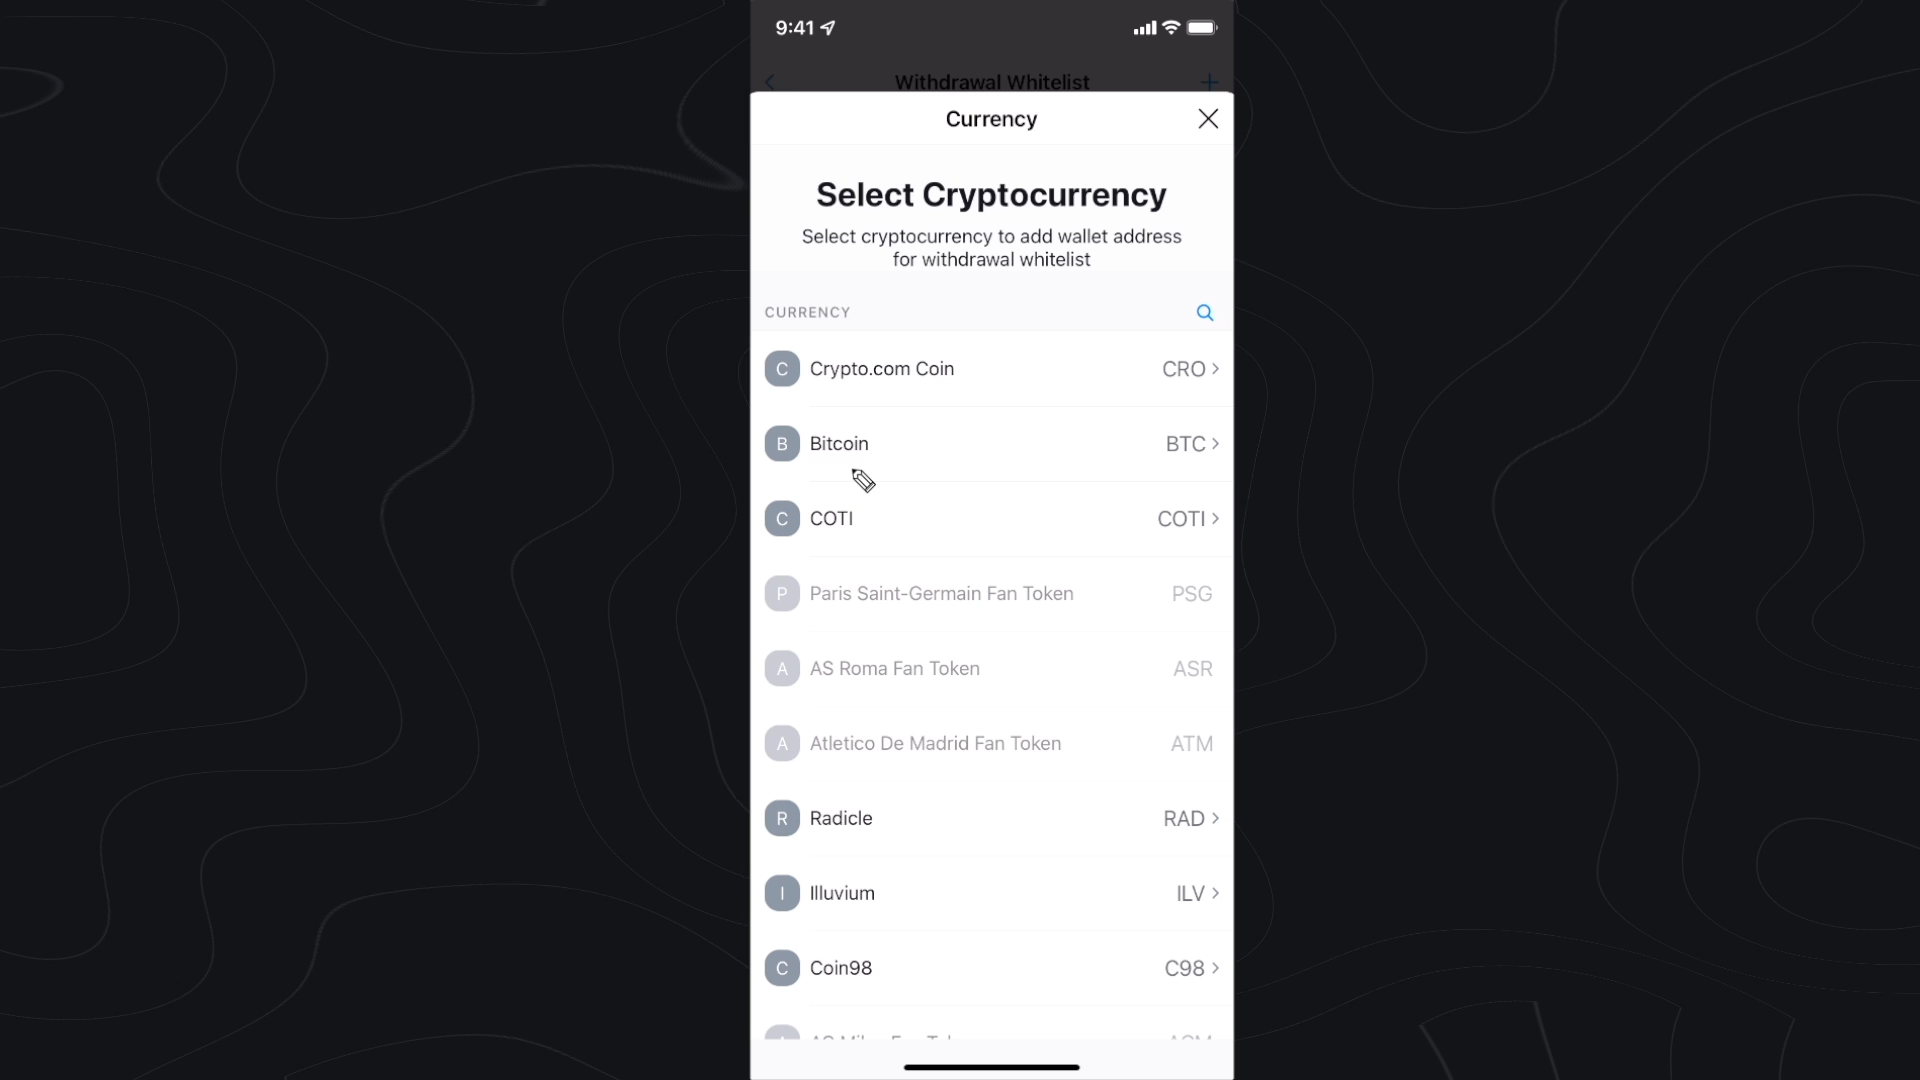 9:41
Withdrawal Whitelist
Currency
Select Cryptocurrency
Select cryptocurrency to add wallet address
for withdrawal whitelist
CURRENCY
C Crypto.com Coin CRO
B Bitcoin BTC
C COTI COTI
P Paris Saint-Germain Fan Token PSG
A AS Roma Fan Token ASR
A Atletico De Madrid Fan Token ATM
R Radicle RAD
I Illuvium ILV
C Coin98 C98